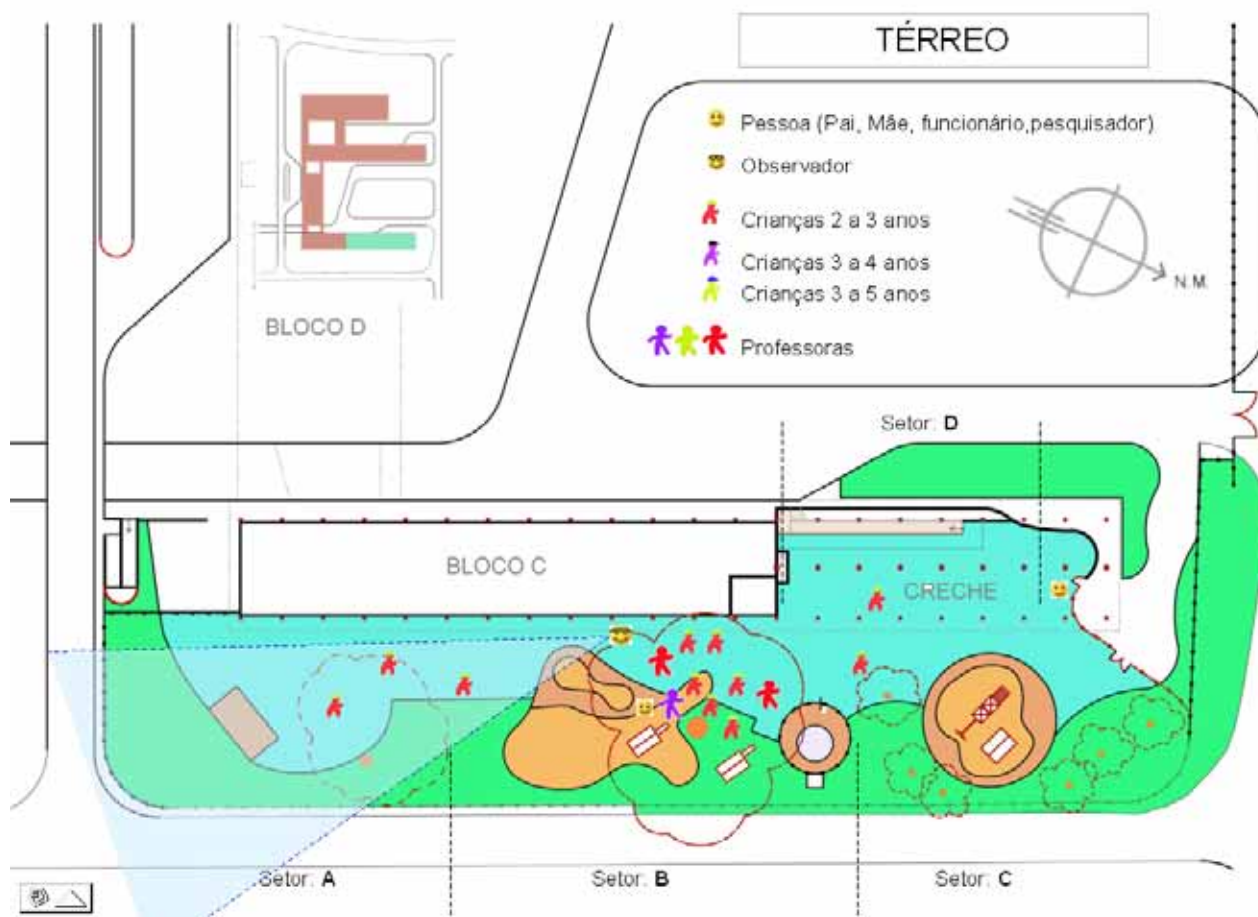 TÉRREO
Pessoa (Pai, Mãe, funcionário,pesquisador)
Observador
Crianças 2 a 3 anos
Crianças 3 a 4 anos
Crianças 3 a 5 anos
Professoras
N.M.
BLOCO D
Setor: D
BLOCO C
CRECHE
Setor: A
Setor: B
Setor: C